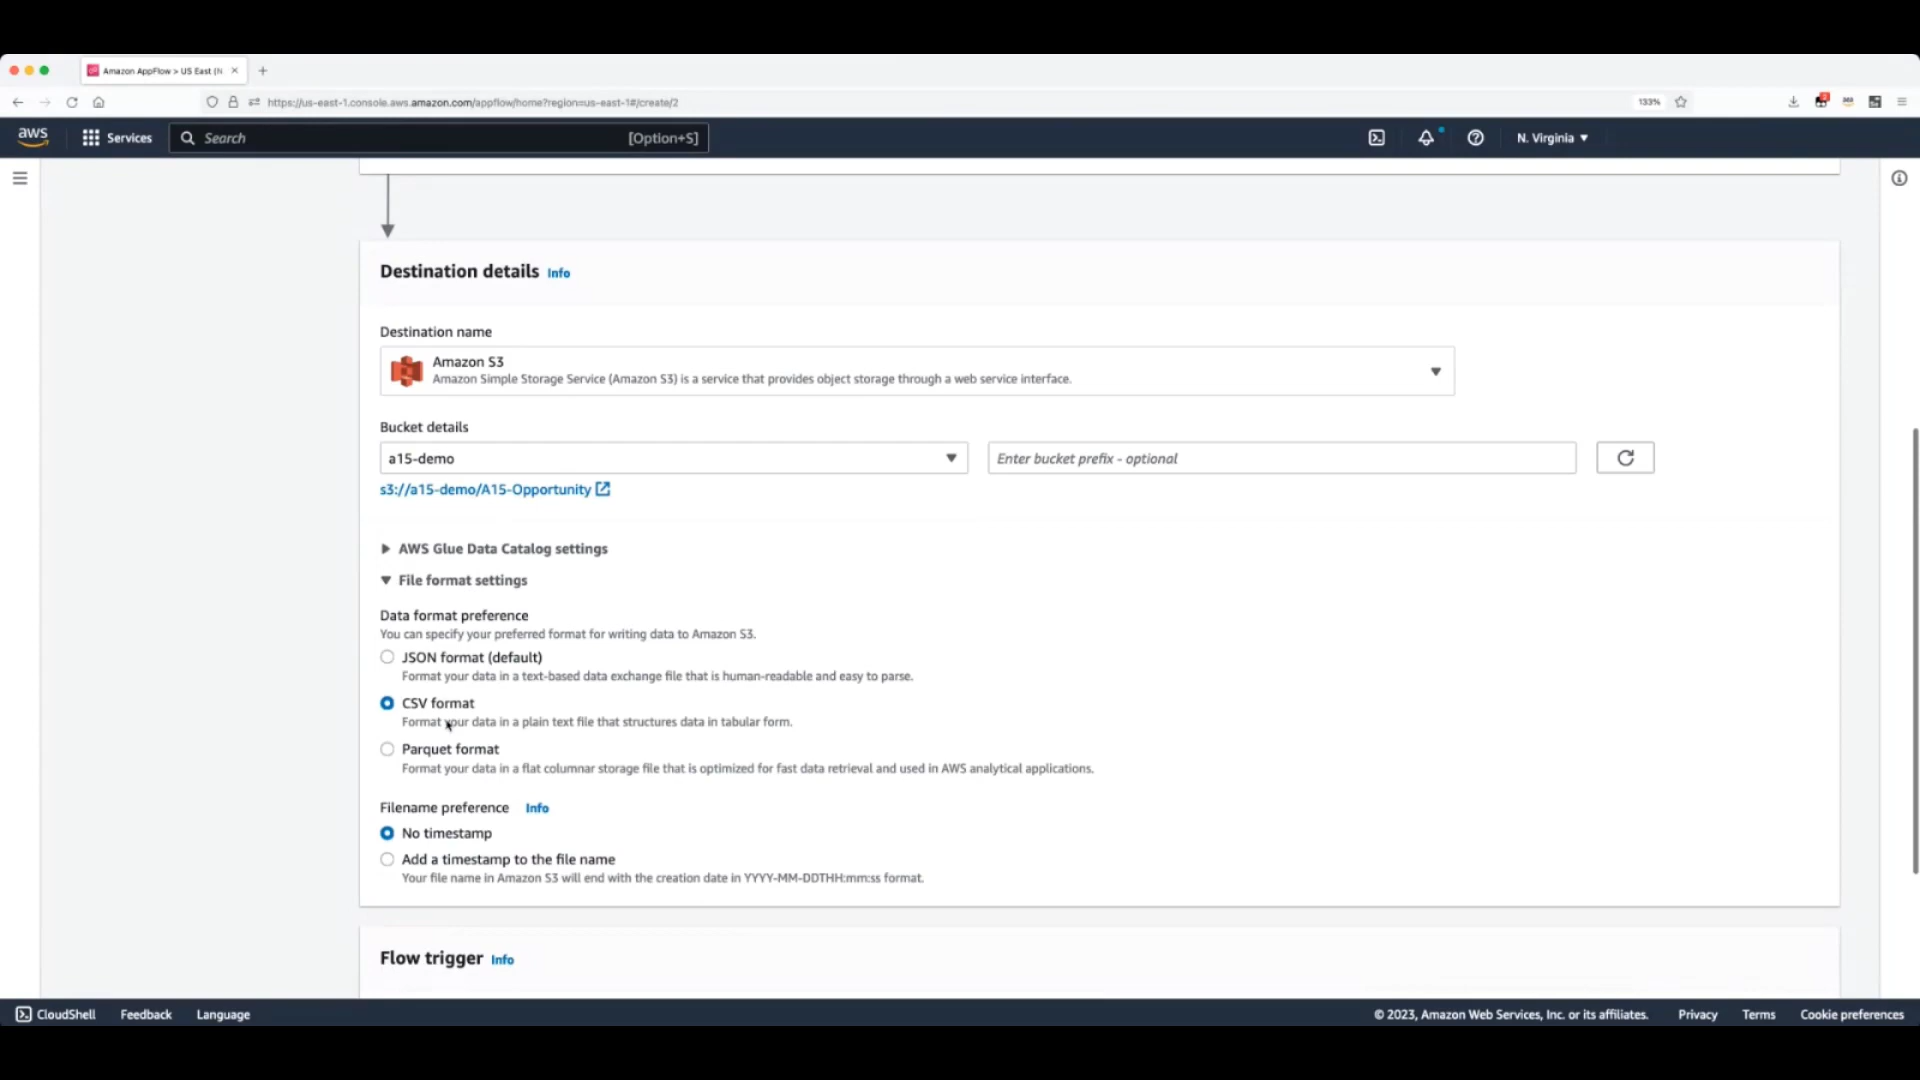 Amazon AppFlow > US East (N
https://us-east-1.console.aws.amazon.com/appflow/home?region=us-east-1#/create/2
133%
aws
Services
Search
[Option+S]
N. Virginia
Destination details Info
Destination name
Amazon S3
Amazon Simple Storage Service (Amazon S3) is a service that provides object storage through a web service interface.
Bucket details
a15-demo
Enter bucket prefix - optional
s3://a15-demo/A15-Opportunity
AWS Glue Data Catalog settings
File format settings
Data format preference
You can specify your preferred format for writing data to Amazon S3.
JSON format (default)
Format your data in a text-based data exchange file that is human-readable and easy to parse.
CSV format
Format your data in a plain text file that structures data in tabular form.
Parquet format
Format your data in a flat columnar storage file that is optimized for fast data retrieval and used in AWS analytical applications.
Filename preference Info
No timestamp
Add a timestamp to the file name
Your file name in Amazon S3 will end with the creation date in YYYY-MM-DDTHH:mm:ss format.
Flow trigger Info
CloudShell
Feedback
Language
© 2023, Amazon Web Services, Inc. or its affiliates.
Privacy
Terms
Cookie preferences